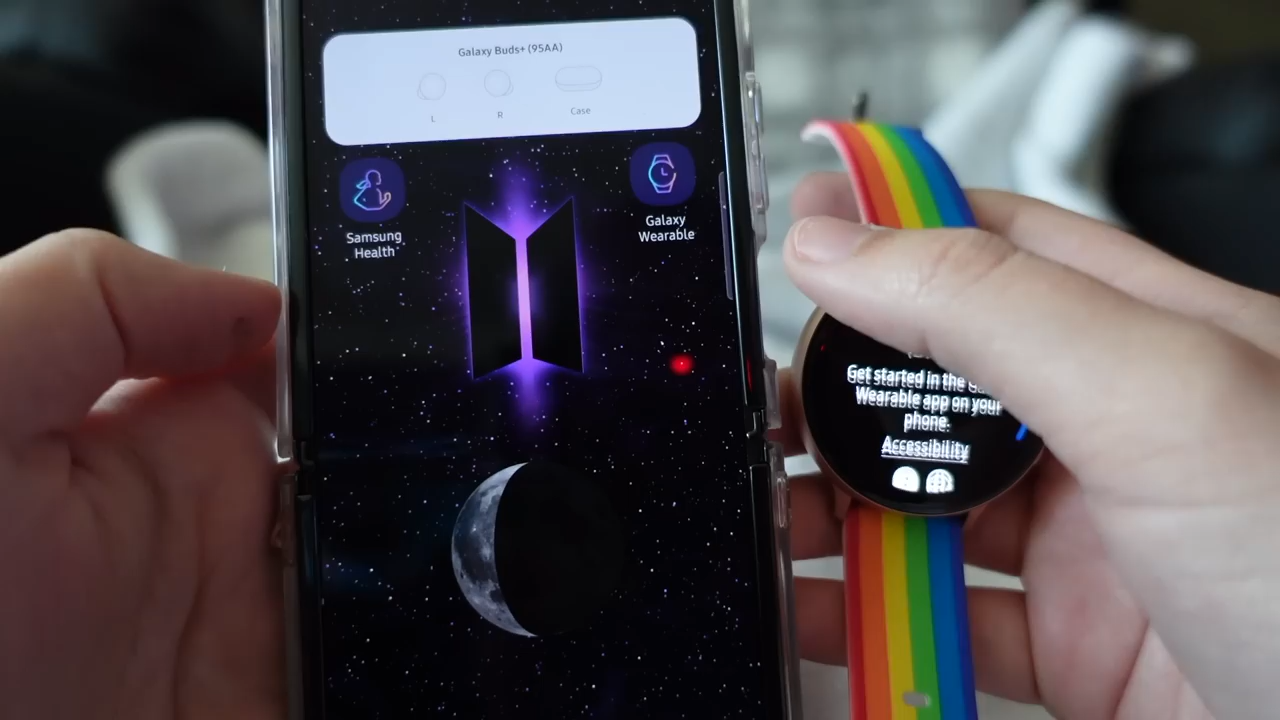 Galaxy Buds+ (95AA)
L
R
Case
Samsung
Health
Galaxy
Wearable
Get started in the
Wearable app on your
phone.
Accessibility